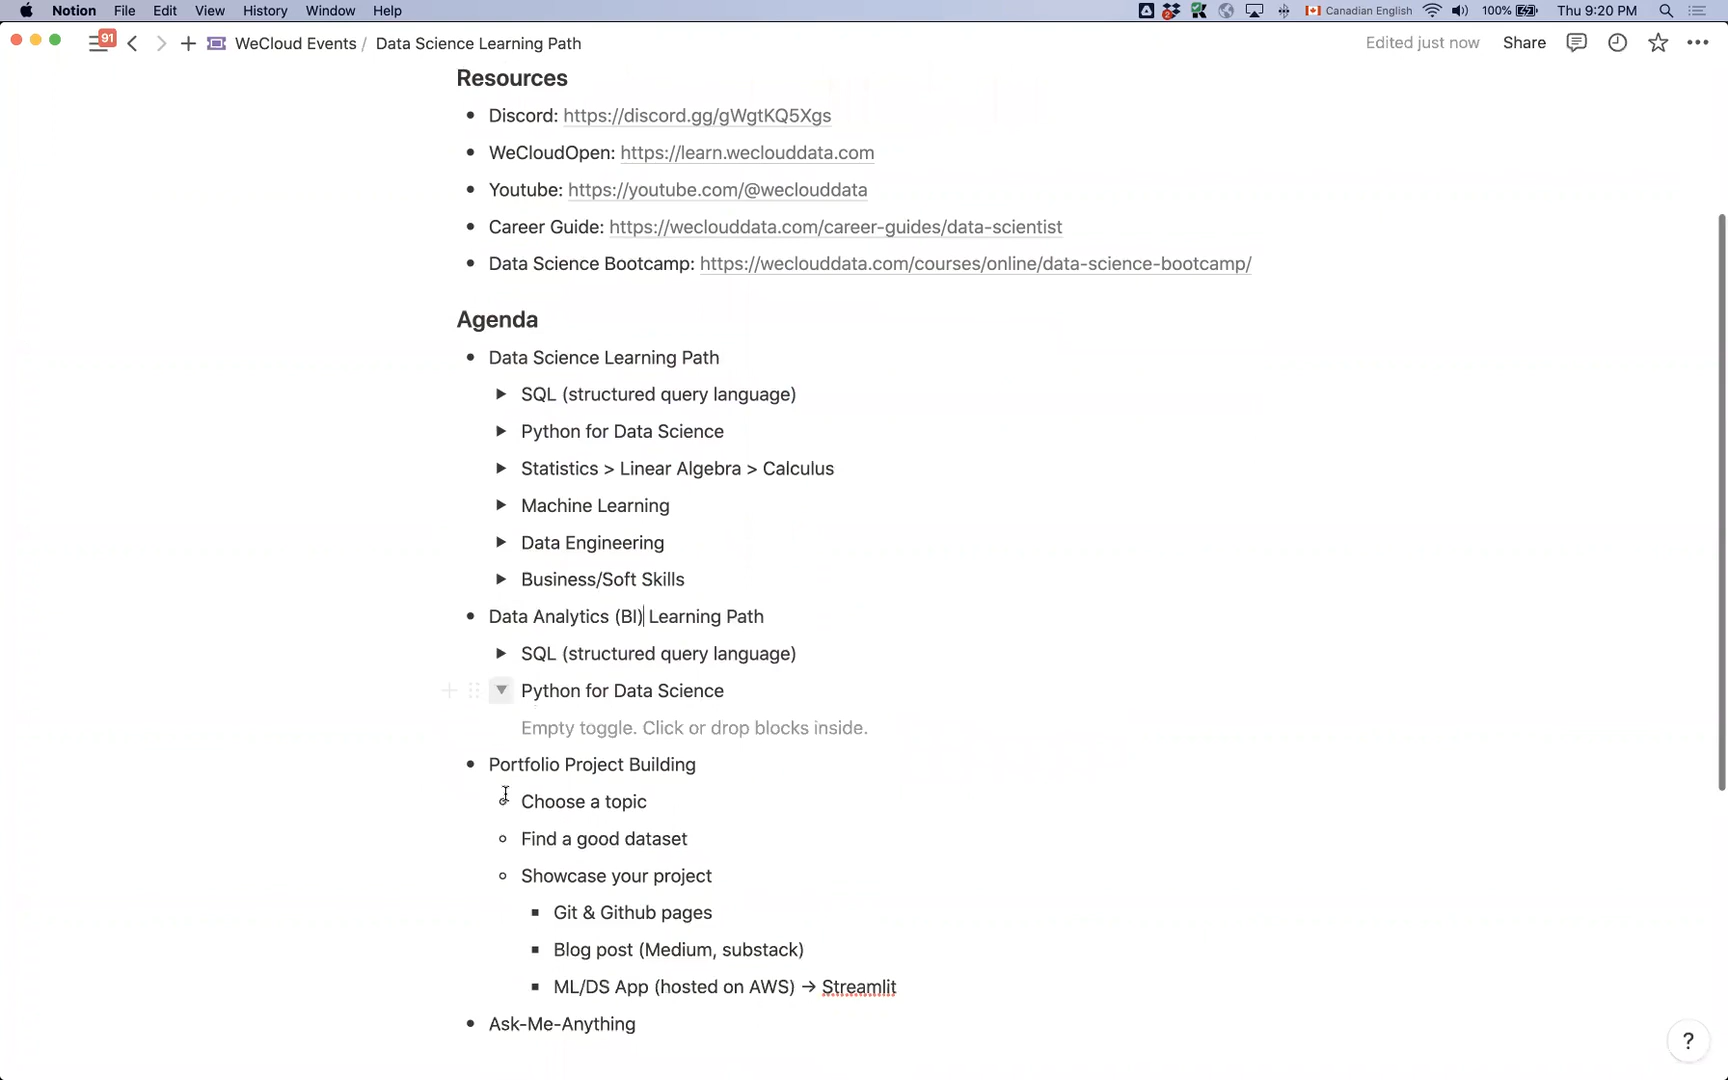 Notion File Edit View History Window Help
2 Canadian English 100% Thu 9:20 PM
91 WeCloud Events / Data Science Learning Path Edited just now Share
Resources
Discord: https://discord.gg/gWgtKQ5Xgs
WeCloudOpen: https://learn.weclouddata.com
Youtube: https://youtube.com/@weclouddata
Career Guide: https://weclouddata.com/career-guides/data-scientist
Data Science Bootcamp: https://weclouddata.com/courses/online/data-science-bootcamp/
Agenda
Data Science Learning Path
SQL (structured query language)
Python for Data Science
Statistics > Linear Algebra > Calculus
Machine Learning
Data Engineering
Business/Soft Skills
Data Analytics (BI) Learning Path
SQL (structured query language)
Python for Data Science
Empty toggle. Click or drop blocks inside.
Portfolio Project Building
Choose a topic
Find a good dataset
Showcase your project
Git & Github pages
Blog post (Medium, substack)
ML/DS App (hosted on AWS) → Streamlit
Ask-Me-Anything
?